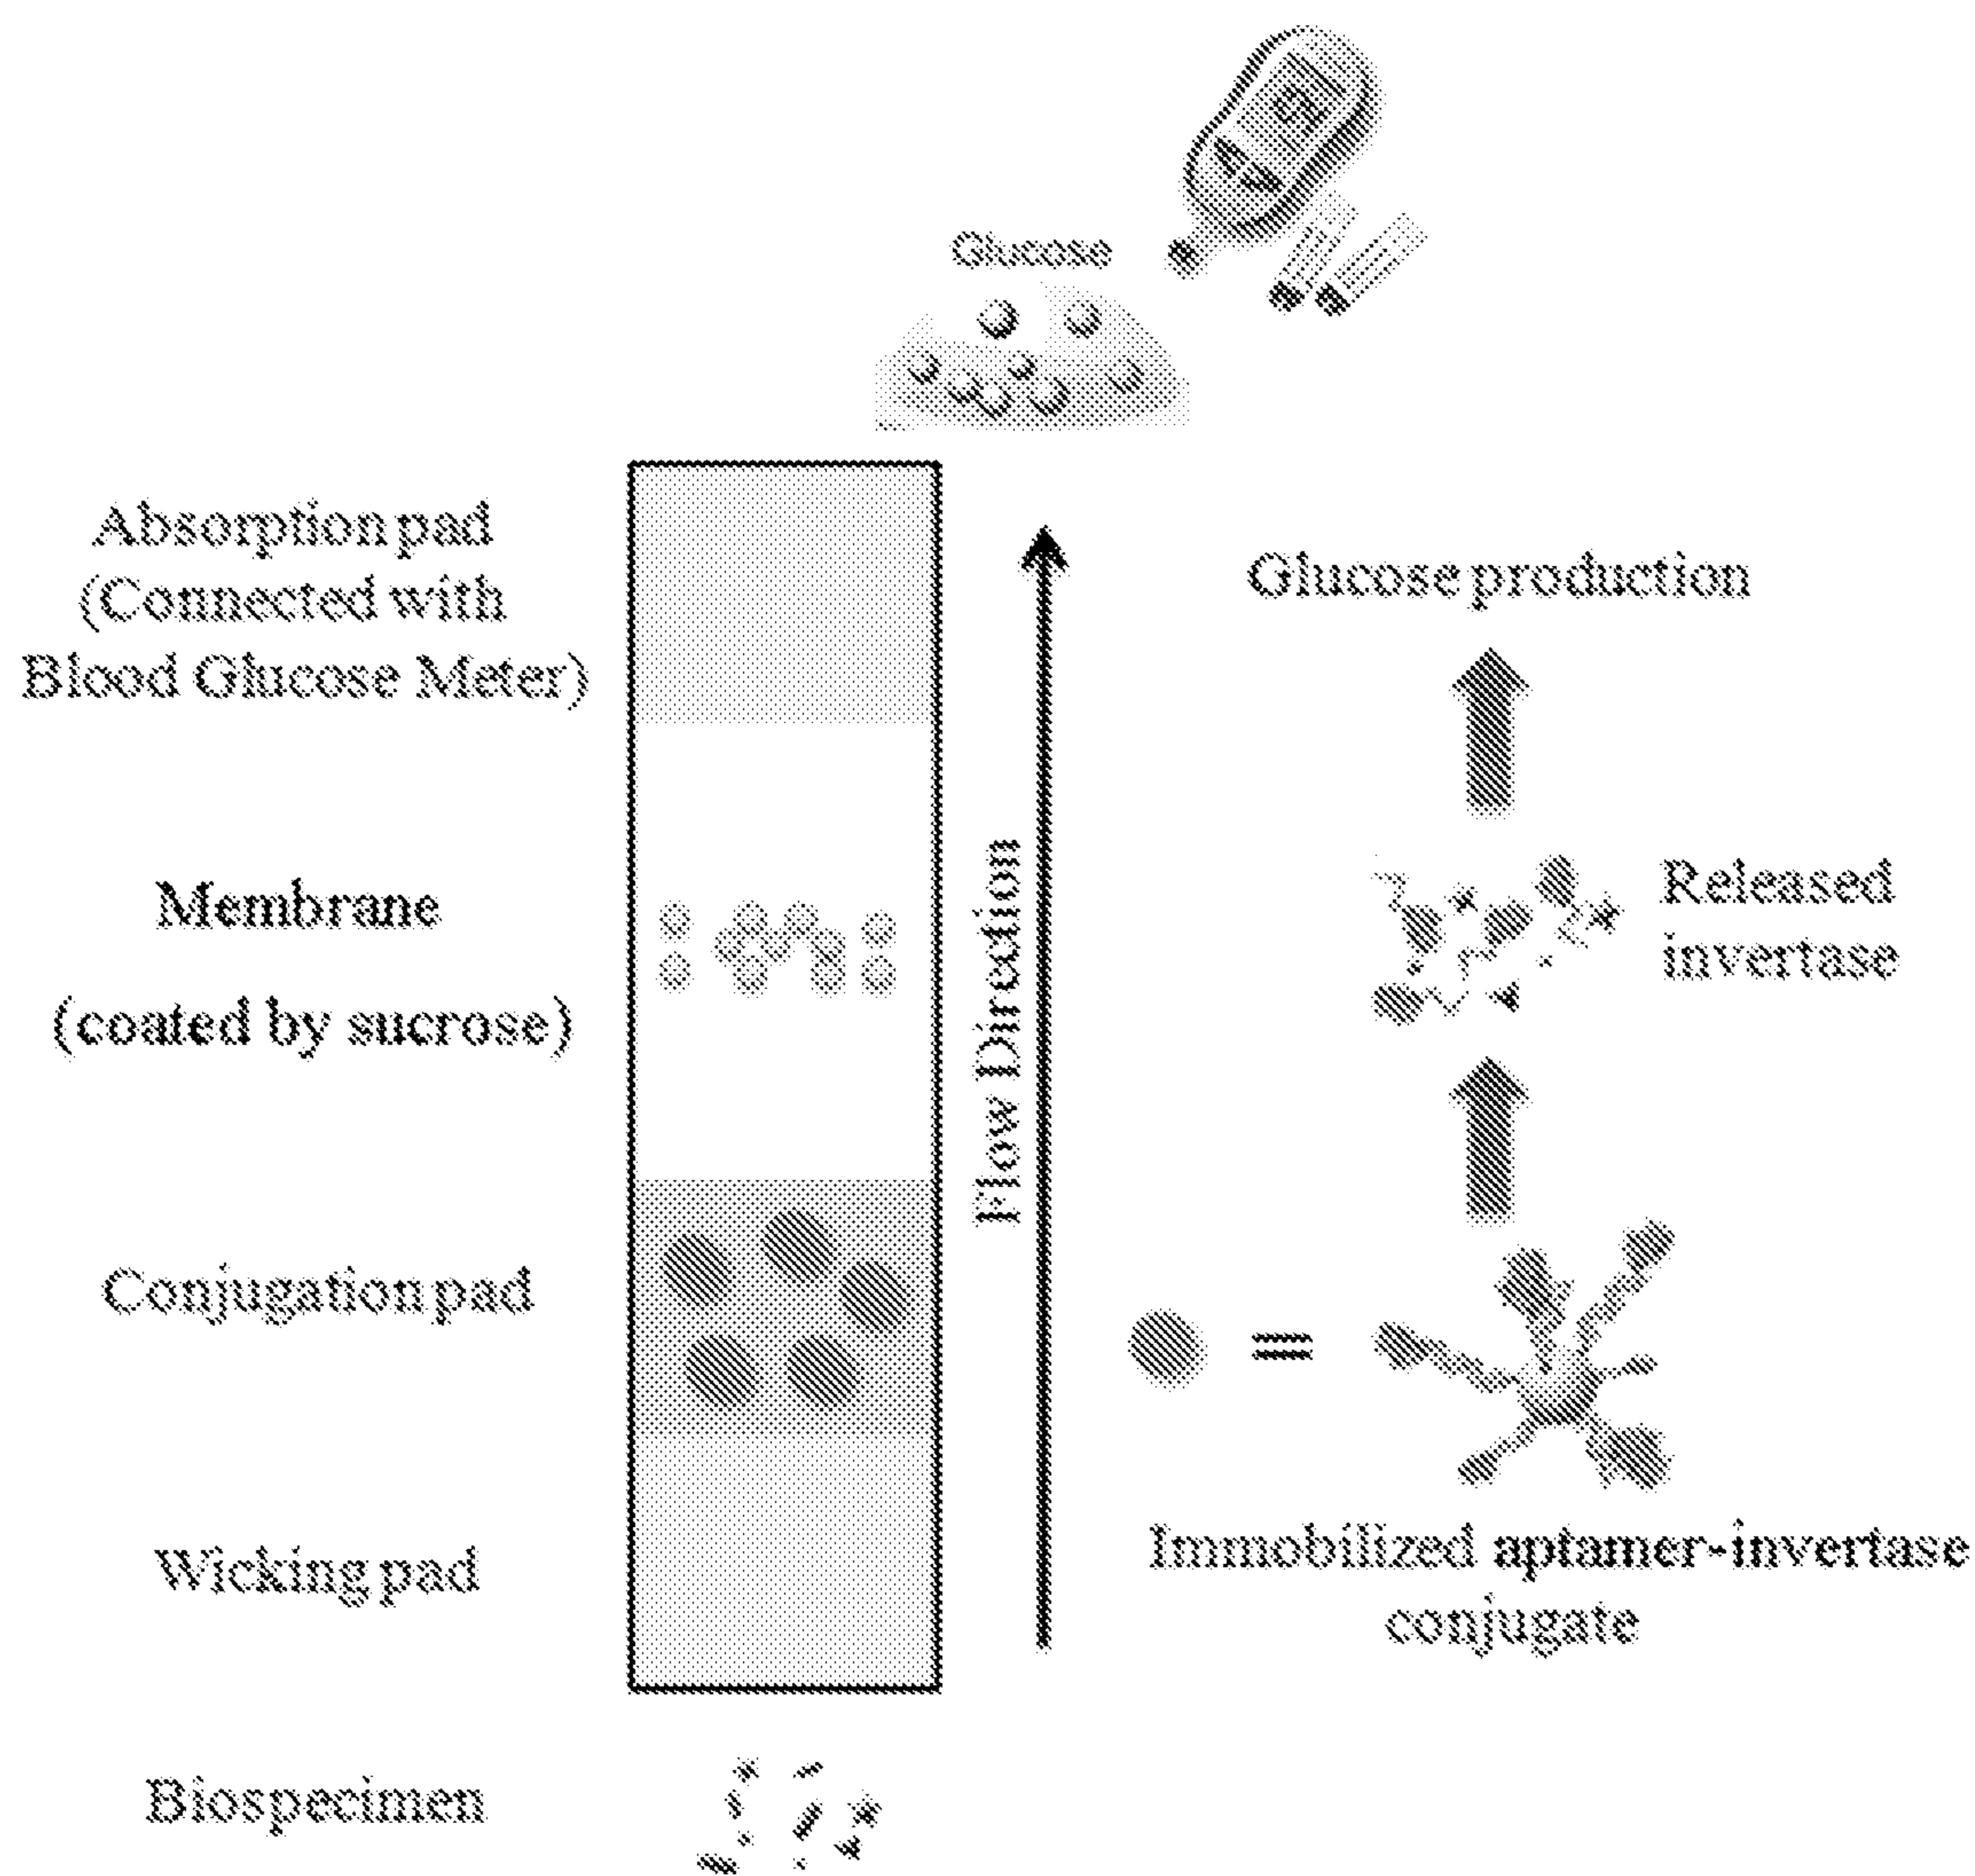 Glucose
Absorption pad
(Connected with
Blood Glucose Meter)
Glucose production
Membrane
(coated by sucrose)
Flow Direction
Released
invertase
Conjugation pad
=
Wicking pad
Immobilized aptamer-invertase
conjugate
Biospecimen